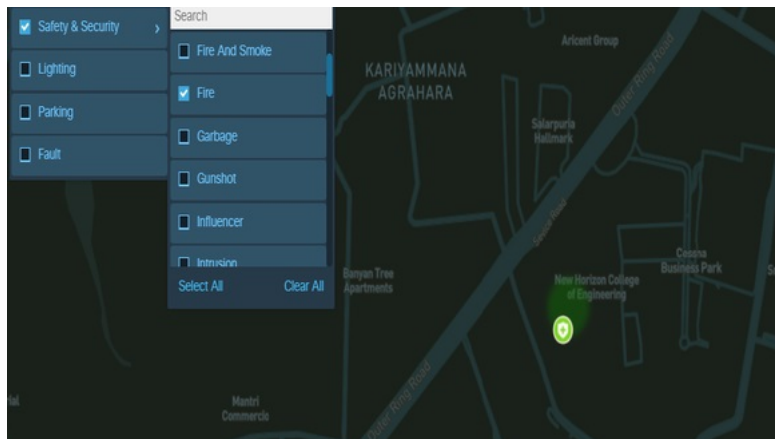 Safety & Security
Lighting
Parking
Fault
Search
Fire And Smoke
Fire
Garbage
Gunshot
Influencer
Intrusion
Select All
Clear All
KARIYAMMANA
AGRAHARA
Aricent Group
Outer Ring Road
Salarpuria
Hallmark
Service Road
Cessna
Business Park
New Horizon College
of Engineering
Banyan Tree
Apartments
Outer Ring Road
Mantri
Commercio